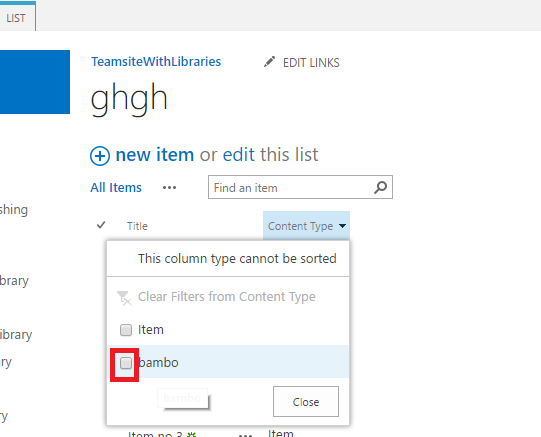 LIST
TeamsiteWithLibraries
EDIT LINKS
ghgh
new item or edit this list
All Items
Find an item
shing
Title
Content Type
This column type cannot be sorted
ibrary
Clear Filters from Content Type
Item
ibrary
ry
bambo
bambo
Close
y
Item no 3
Item